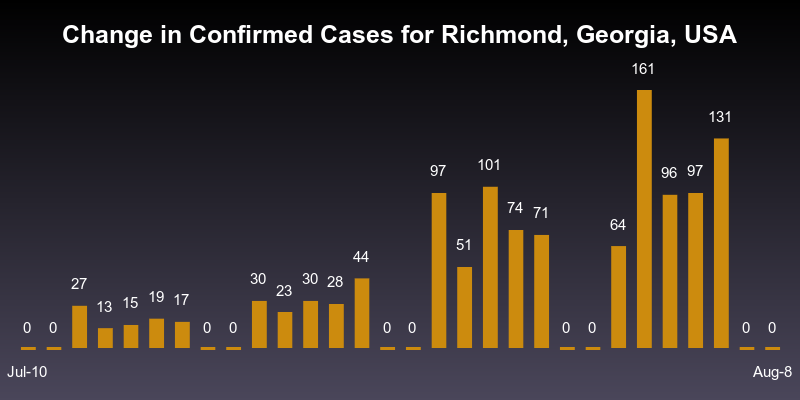 Change in Confirmed Cases for Richmond, Georgia, USA
0 0 27 13 15 19 17 0 0 30 23 30 28 44 0 0 97 51 101 74 71 0 0 64 161 96 97 131 0 0
Jul-10 Aug-8